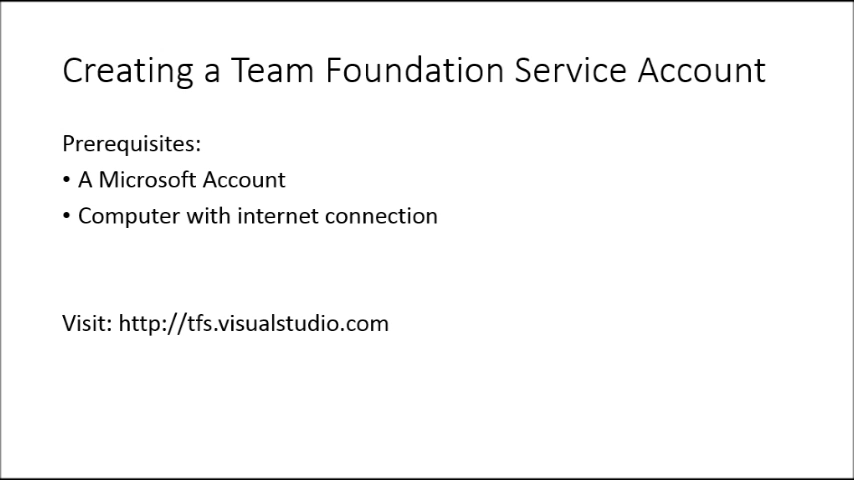 Creating a Team Foundation Service Account
Prerequisites:
• A Microsoft Account
• Computer with internet connection
Visit: http://tfs.visualstudio.com